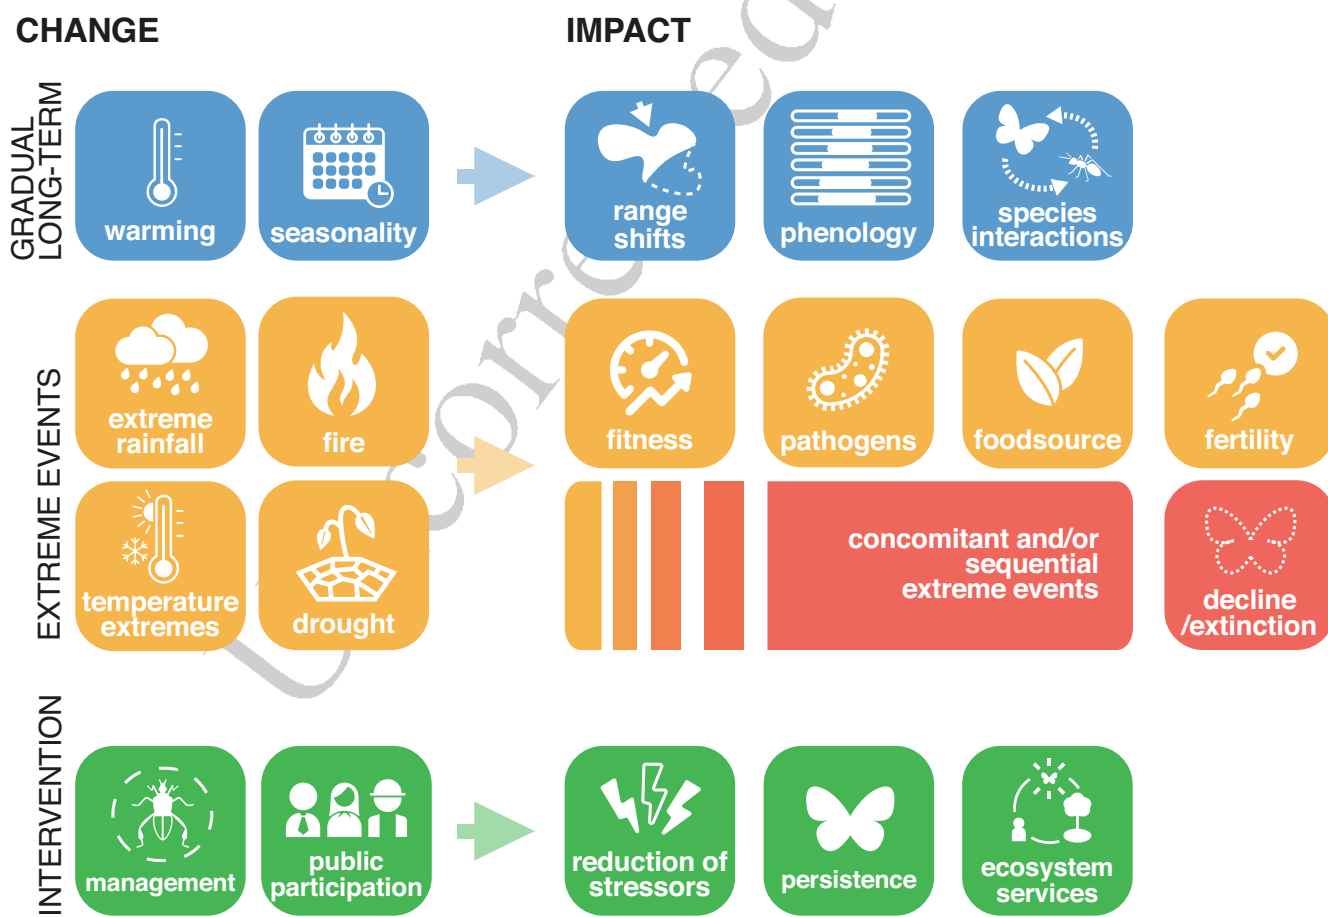 CHANGE
IMPACT
GRADUAL
LONG-TERM
warming
seasonality
range
shifts
phenology
species
interactions
EXTREME EVENTS
extreme
rainfall
fire
fitness
pathogens
foodsource
fertility
temperature
extremes
drought
concomitant and/or
sequential
extreme events
decline
/extinction
INTERVENTION
management
public
participation
reduction of
stressors
persistence
ecosystem
services